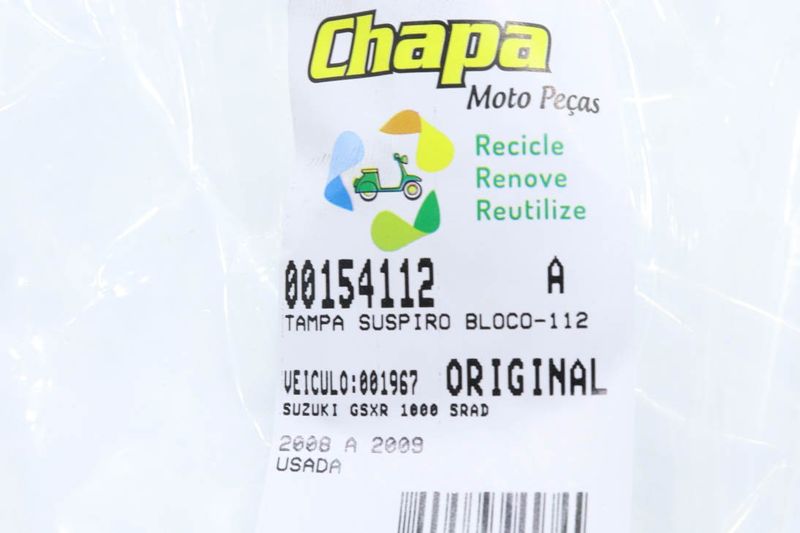 Chapa
Moto Peças
Recicle
Renove
Reutilize
00154112 A
TAMPA SUSPIRO BLOCO-112
VEICULO:001967 ORIGINAL
SUZUKI GSXR 1000 SRAD
2008 A 2009
USADA